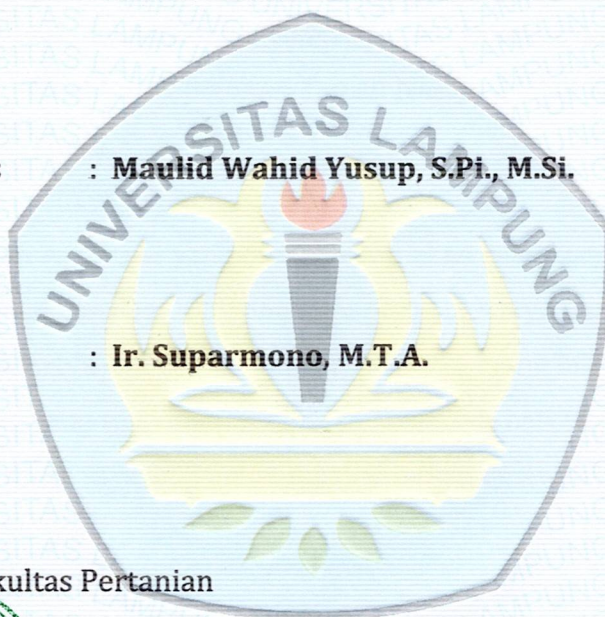 UNIVERSITAS LAMPUNG
: Maulid Wahid Yusup, S.Pi., M.Si.
: Ir. Suparmono, M.T.A.
kultas Pertanian